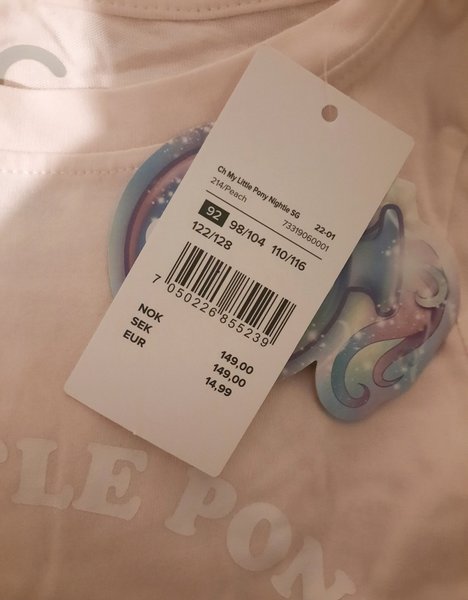 Ch My Little Pony Nightie SG
214/Peach 22-01
73319060001
92 98/104 110/116
122/128
7 050226 855239
NOK 149,00
SEK 149,00
EUR 14,99
TLE PON